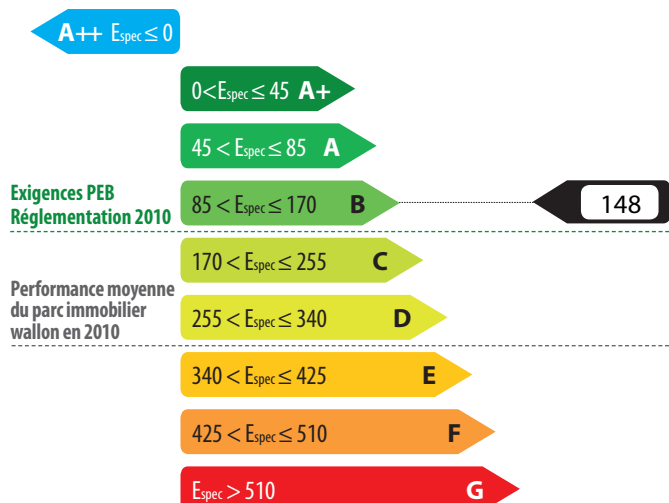 A++ Espec ≤ 0
0<Espec ≤ 45 A+
45 < Espec ≤ 85 A
Exigences PEB
Réglementation 2010
85 < Espec ≤ 170 B
148
170 < Espec ≤ 255 C
Performance moyenne
du parc immobilier
wallon en 2010
255 < Espec ≤ 340 D
340 < Espec ≤ 425 E
425 < Espec ≤ 510 F
Espec > 510 G